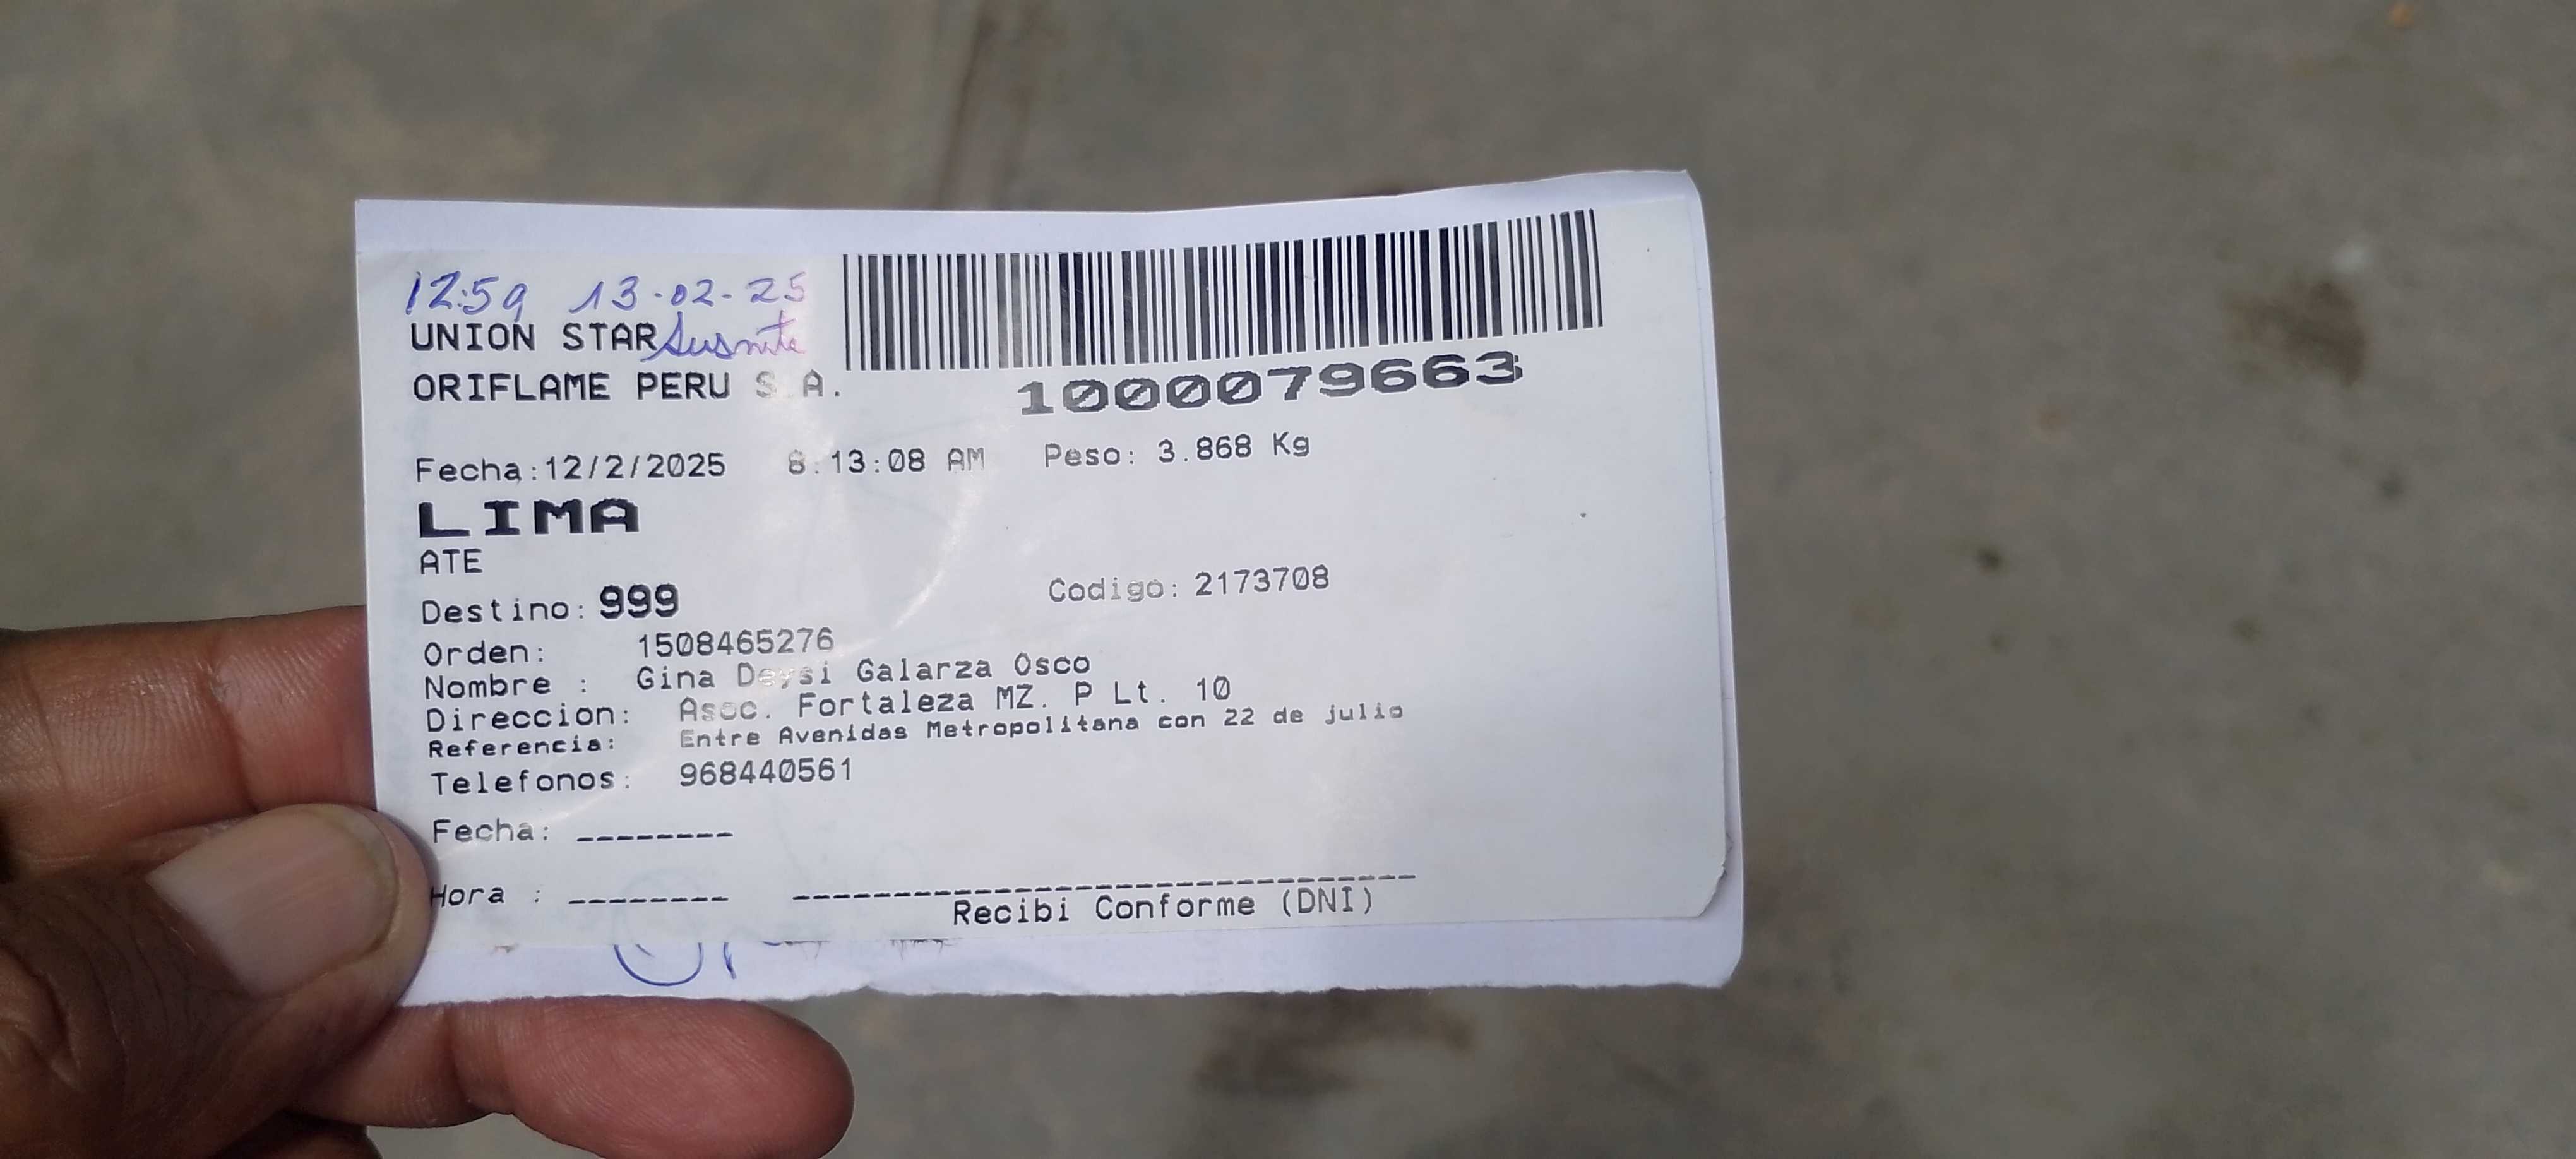 12:59 13-02-25
UNION STAR
ORIFLAME PERU S.A.
1000079663
Fecha:12/2/2025 8:13:08 AM Peso: 3.868 Kg
LIMA
ATE
Destino: 999 Codigo: 2173708
Orden: 1508465276
Nombre : Gina Deysi Galarza Osco
Direccion: Asoc. Fortaleza MZ. P Lt. 10
Referencia: Entre Avenidas Metropolitana con 22 de julio
Telefonos: 968440561
Fecha: --------
Hora : --------
Recibi Conforme (DNI)